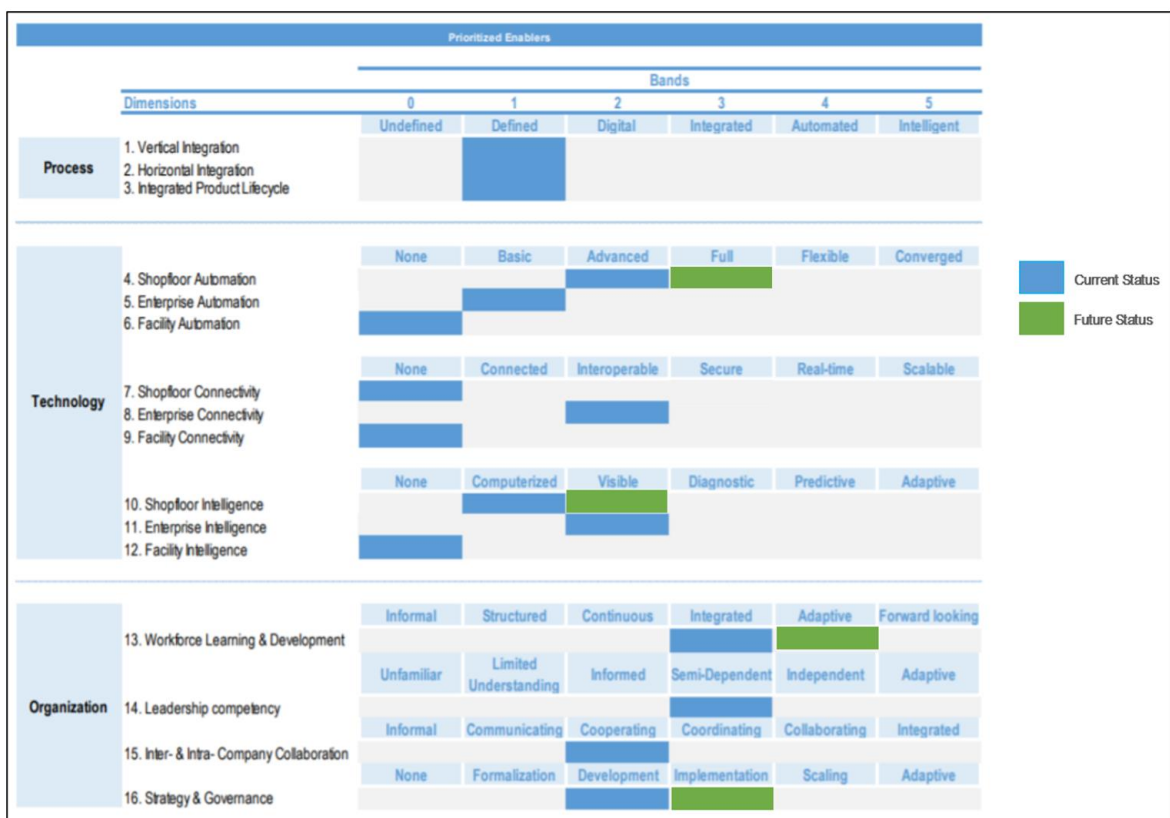 Prioritized Enablers
Bands
Dimensions 0 1 2 3 4 5
Undefined Defined Digital Integrated Automated Intelligent
Process
1. Vertical Integration
2. Horizontal Integration
3. Integrated Product Lifecycle
None Basic Advanced Full Flexible Converged
4. Shopfloor Automation
5. Enterprise Automation
6. Facility Automation
Current Status
Future Status
None Connected Interoperable Secure Real-time Scalable
Technology
7. Shopfloor Connectivity
8. Enterprise Connectivity
9. Facility Connectivity
None Computerized Visible Diagnostic Predictive Adaptive
10. Shopfloor Intelligence
11. Enterprise Intelligence
12. Facility Intelligence
Informal Structured Continuous Integrated Adaptive Forward looking
13. Workforce Learning & Development
Unfamiliar Limited Understanding Informed Semi-Dependent Independent Adaptive
Organization
14. Leadership competency
Informal Communicating Cooperating Coordinating Collaborating Integrated
15. Inter- & Intra- Company Collaboration
None Formalization Development Implementation Scaling Adaptive
16. Strategy & Governance